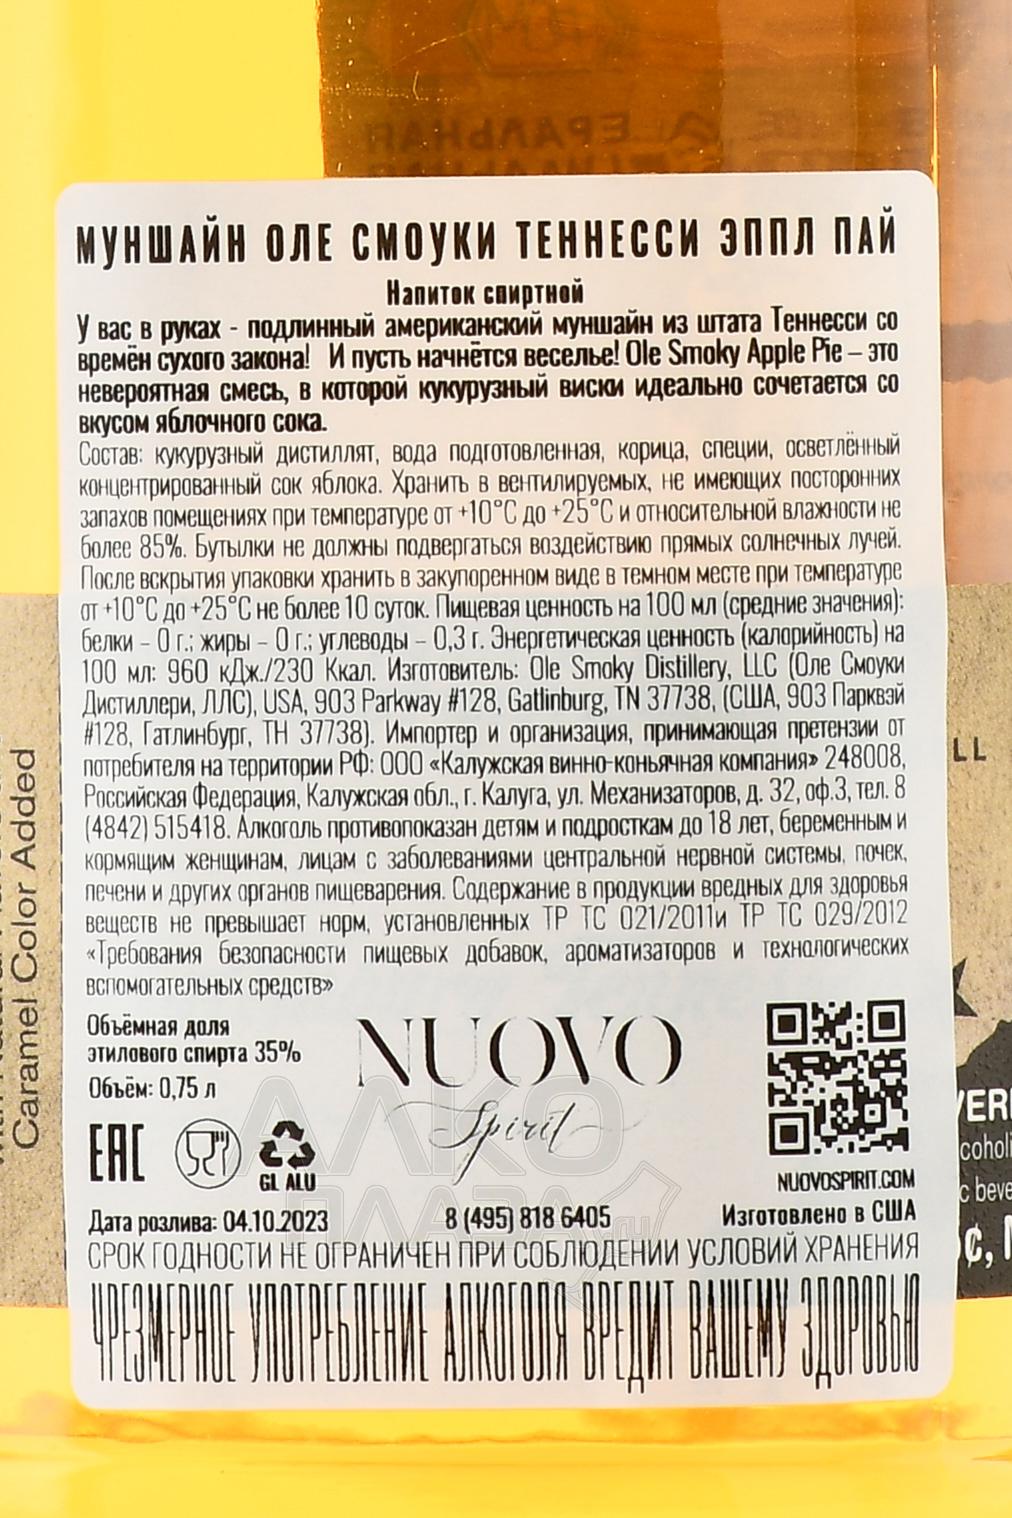 МУНШАЙН ОЛЕ СМОУКИ ТЕННЕССИ ЭППЛ ПАЙ
Напиток спиртной
У вас в руках - подлинный американский муншайн из штата Теннесси со
времён сухого закона! И пусть начнётся веселье! Ole Smoky Apple Pie – это
невероятная смесь, в которой кукурузный виски идеально сочетается со
вкусом яблочного сока.
Состав: кукурузный дистиллят, вода подготовленная, корица, специи, осветлённый
концентрированный сок яблока. Хранить в вентилируемых, не имеющих посторонних
запахов помещениях при температуре от +10°С до +25°С и относительной влажности не
более 85%. Бутылки не должны подвергаться воздействию прямых солнечных лучей.
После вскрытия упаковки хранить в закупоренном виде в темном месте при температуре
от +10°С до +25°С не более 10 суток. Пищевая ценность на 100 мл (средние значения):
белки – 0 г.; жиры – 0 г.; углеводы – 0,3 г. Энергетическая ценность (калорийность) на
100 мл: 960 кДж./230 Ккал. Изготовитель: Ole Smoky Distillery, LLC (Оле Смоуки
Дистиллери, ЛЛС), USA, 903 Parkway #128, Gatlinburg, TN 37738, (США, 903 Парквэй
#128, Гатлинбург, ТН 37738). Импортер и организация, принимающая претензии от
потребителя на территории РФ: ООО «Калужская винно-коньячная компания» 248008,
Российская Федерация, Калужская обл., г. Калуга, ул. Механизаторов, д. 32, оф.3, тел. 8
(4842) 515418. Алкоголь противопоказан детям и подросткам до 18 лет, беременным и
кормящим женщинам, лицам с заболеваниями центральной нервной системы, почек,
печени и других органов пищеварения. Содержание в продукции вредных для здоровья
веществ не превышает норм, установленных ТР ТС 021/2011и ТР ТС 029/2012
«Требования безопасности пищевых добавок, ароматизаторов и технологических
вспомогательных средств»
Объёмная доля
этилового спирта 35%
Объём: 0,75 л
NUOVO
Spirit
EAC
GL ALU
NUOVOSPIRIT.COM
Дата розлива: 04.10.2023
8 (495) 818 6405
Изготовлено в США
СРОК ГОДНОСТИ НЕ ОГРАНИЧЕН ПРИ СОБЛЮДЕНИИ УСЛОВИЙ ХРАНЕНИЯ
ЧРЕЗМЕРНОЕ УПОТРЕБЛЕНИЕ АЛКОГОЛЯ ВРЕДИТ ВАШЕМУ ЗДОРОВЬЮ
Caramel Color Added
АЛКО
ПЛАЗА
.ru